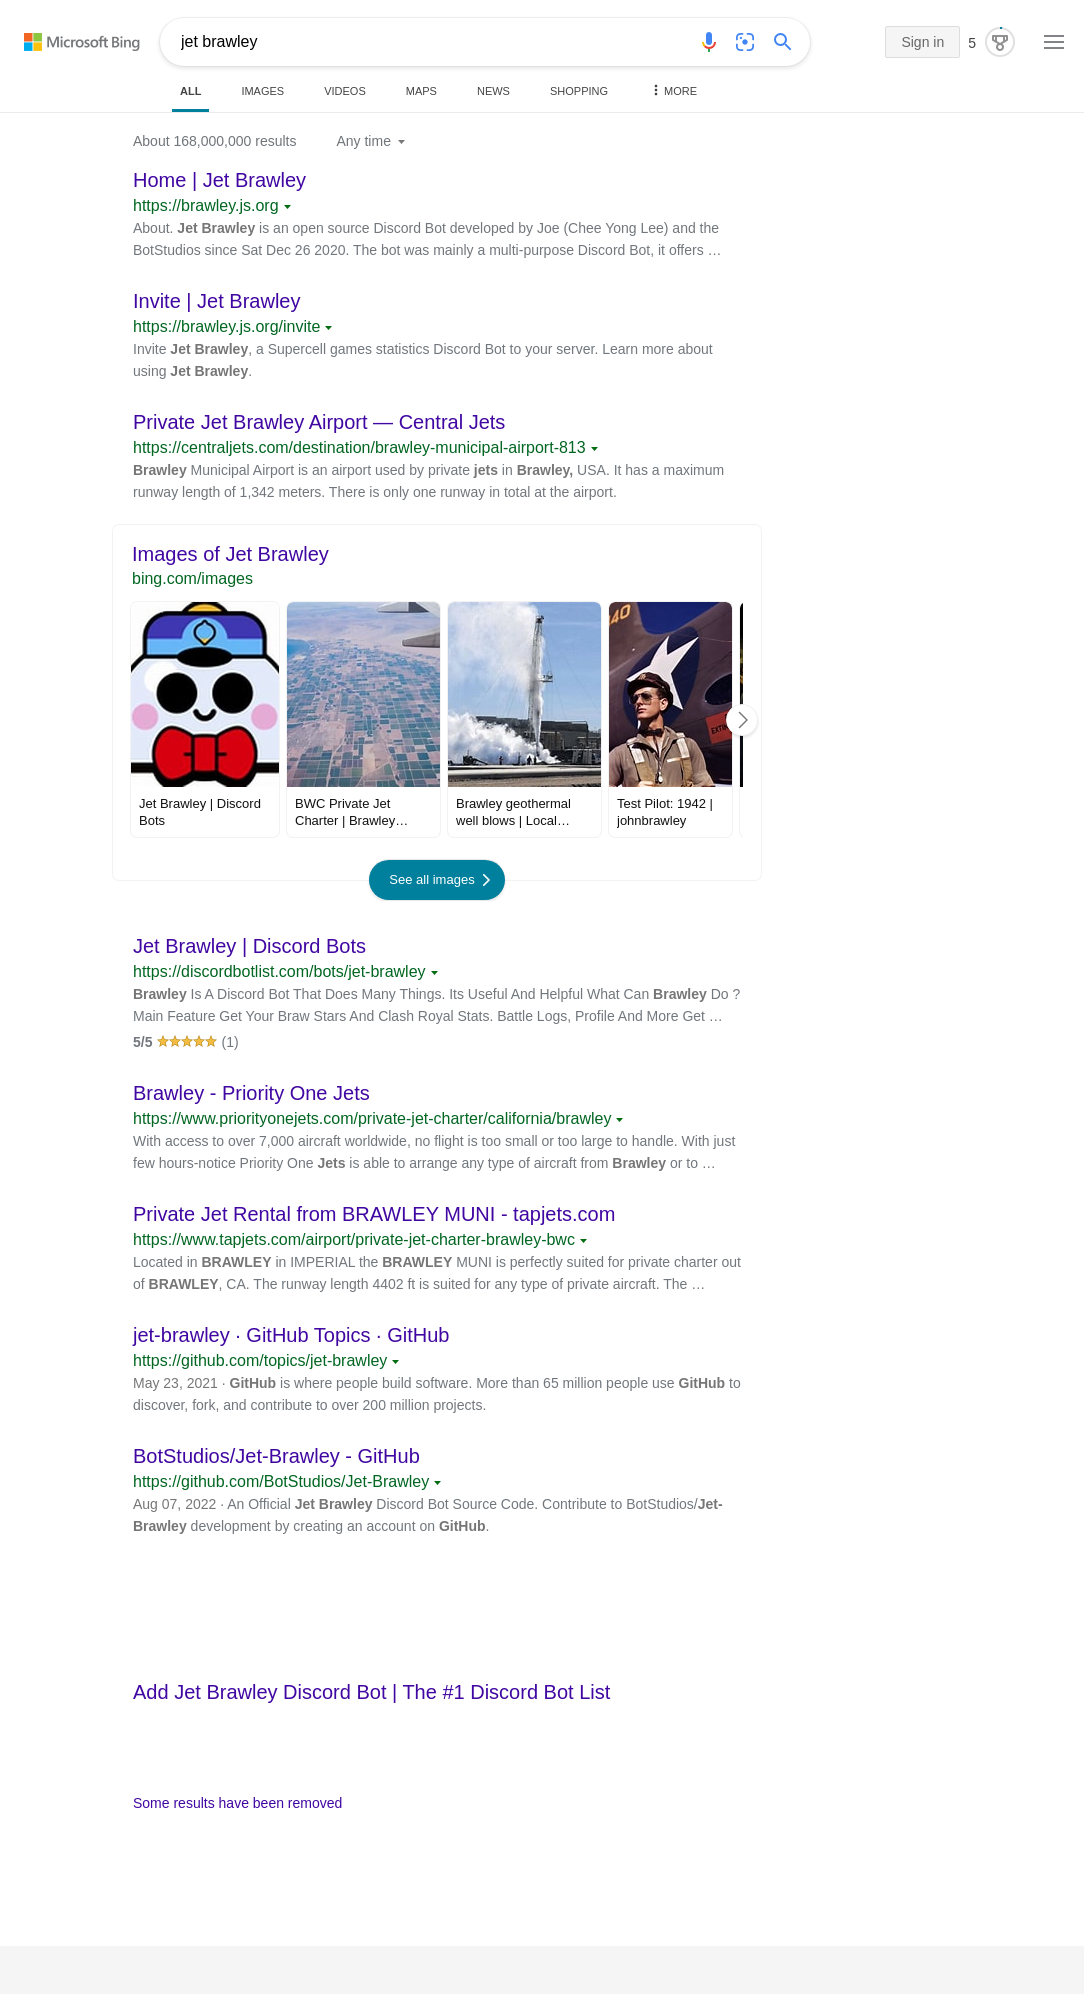 Microsoft Bing
jet brawley
Sign in
5
ALL
IMAGES
VIDEOS
MAPS
NEWS
SHOPPING
MORE
About 168,000,000 results
Any time
Home | Jet Brawley
https://brawley.js.org
About. Jet Brawley is an open source Discord Bot developed by Joe (Chee Yong Lee) and the
BotStudios since Sat Dec 26 2020. The bot was mainly a multi-purpose Discord Bot, it offers …
Invite | Jet Brawley
https://brawley.js.org/invite
Invite Jet Brawley, a Supercell games statistics Discord Bot to your server. Learn more about
using Jet Brawley.
Private Jet Brawley Airport — Central Jets
https://centraljets.com/destination/brawley-municipal-airport-813
Brawley Municipal Airport is an airport used by private jets in Brawley, USA. It has a maximum
runway length of 1,342 meters. There is only one runway in total at the airport.
Images of Jet Brawley
bing.com/images
40
EXTIN
Jet Brawley | Discord
Bots
BWC Private Jet
Charter | Brawley…
Brawley geothermal
well blows | Local…
Test Pilot: 1942 |
johnbrawley
See all images
Jet Brawley | Discord Bots
https://discordbotlist.com/bots/jet-brawley
Brawley Is A Discord Bot That Does Many Things. Its Useful And Helpful What Can Brawley Do ?
Main Feature Get Your Braw Stars And Clash Royal Stats. Battle Logs, Profile And More Get …
5/5 (1)
Brawley - Priority One Jets
https://www.priorityonejets.com/private-jet-charter/california/brawley
With access to over 7,000 aircraft worldwide, no flight is too small or too large to handle. With just
few hours-notice Priority One Jets is able to arrange any type of aircraft from Brawley or to …
Private Jet Rental from BRAWLEY MUNI - tapjets.com
https://www.tapjets.com/airport/private-jet-charter-brawley-bwc
Located in BRAWLEY in IMPERIAL the BRAWLEY MUNI is perfectly suited for private charter out
of BRAWLEY, CA. The runway length 4402 ft is suited for any type of private aircraft. The …
jet-brawley · GitHub Topics · GitHub
https://github.com/topics/jet-brawley
May 23, 2021 · GitHub is where people build software. More than 65 million people use GitHub to
discover, fork, and contribute to over 200 million projects.
BotStudios/Jet-Brawley - GitHub
https://github.com/BotStudios/Jet-Brawley
Aug 07, 2022 · An Official Jet Brawley Discord Bot Source Code. Contribute to BotStudios/Jet-
Brawley development by creating an account on GitHub.
Add Jet Brawley Discord Bot | The #1 Discord Bot List
Some results have been removed